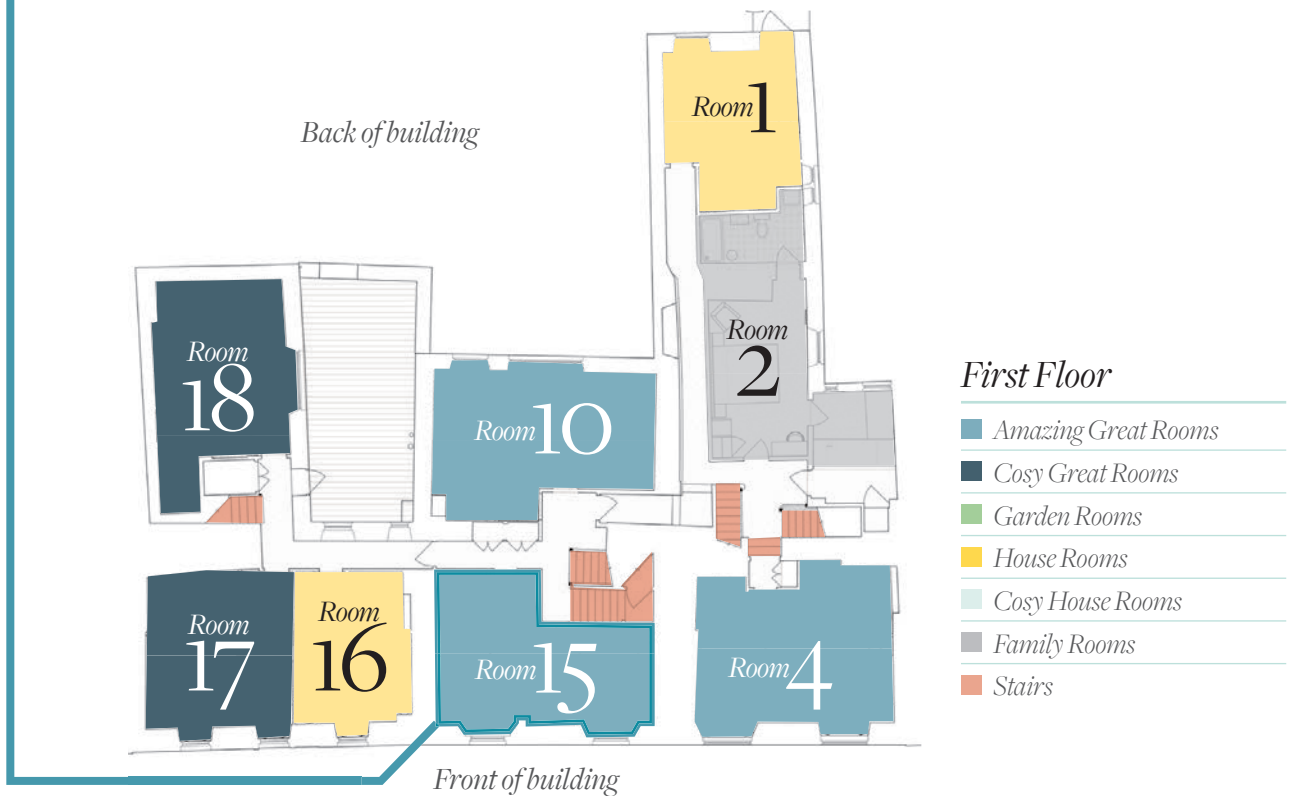 Back of building
Room 1
Room
2
Room
18
Room 10
Room
17
Room
16
Room 15
Room 4
Front of building
First Floor
Amazing Great Rooms
Cosy Great Rooms
Garden Rooms
House Rooms
Cosy House Rooms
Family Rooms
Stairs